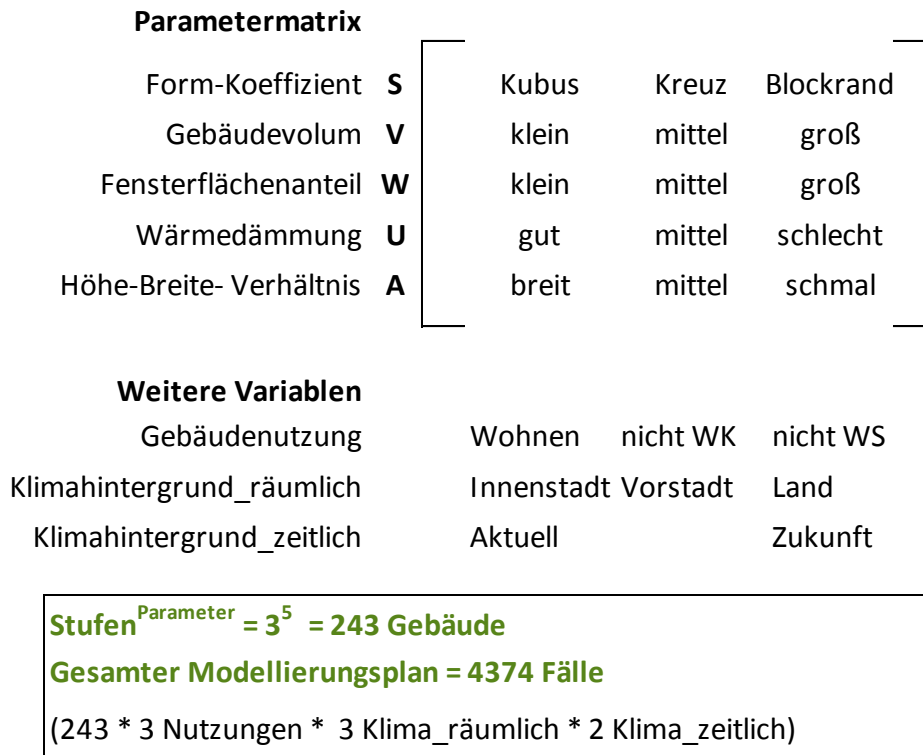 Parametermatrix
Form-Koeffizient S Kubus Kreuz Blockrand
Gebäudevolum V klein mittel groß
Fensterflächenanteil W klein mittel groß
Wärmedämmung U gut mittel schlecht
Höhe-Breite- Verhältnis A breit mittel schmal
Weitere Variablen
Gebäudenutzung Wohnen nicht WK nicht WS
Klimahintergrund_räumlich Innenstadt Vorstadt Land
Klimahintergrund_zeitlich Aktuell Zukunft
Stufen^Parameter = 3^5 = 243 Gebäude
Gesamter Modellierungsplan = 4374 Fälle
(243 * 3 Nutzungen * 3 Klima_räumlich * 2 Klima_zeitlich)